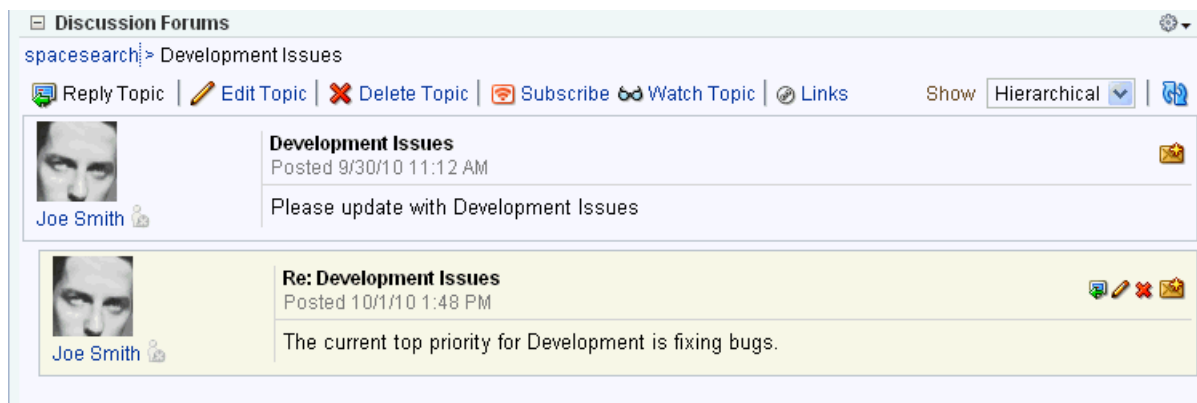 Discussion Forums
spacesearch > Development Issues
Reply Topic | Edit Topic | Delete Topic | Subscribe Watch Topic | Links Show Hierarchical
Development Issues
Posted 9/30/10 11:12 AM
Please update with Development Issues
Joe Smith
Re: Development Issues
Posted 10/1/10 1:48 PM
The current top priority for Development is fixing bugs.
Joe Smith